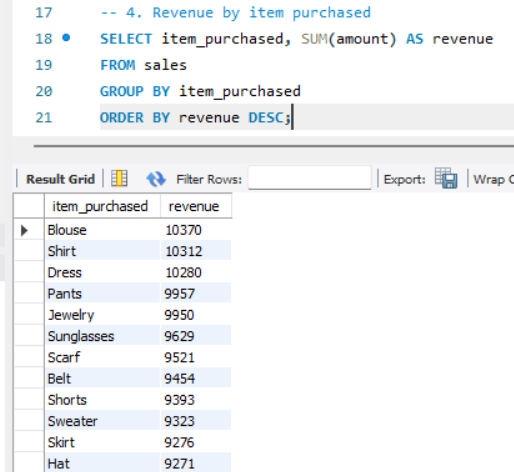 17 -- 4. Revenue by item purchased
18 SELECT item_purchased, SUM(amount) AS revenue
19 FROM sales
20 GROUP BY item_purchased
21 ORDER BY revenue DESC;
Result Grid Filter Rows: Export: Wrap C
item_purchased revenue
Blouse 10370
Shirt 10312
Dress 10280
Pants 9957
Jewelry 9950
Sunglasses 9629
Scarf 9521
Belt 9454
Shorts 9393
Sweater 9323
Skirt 9276
Hat 9271